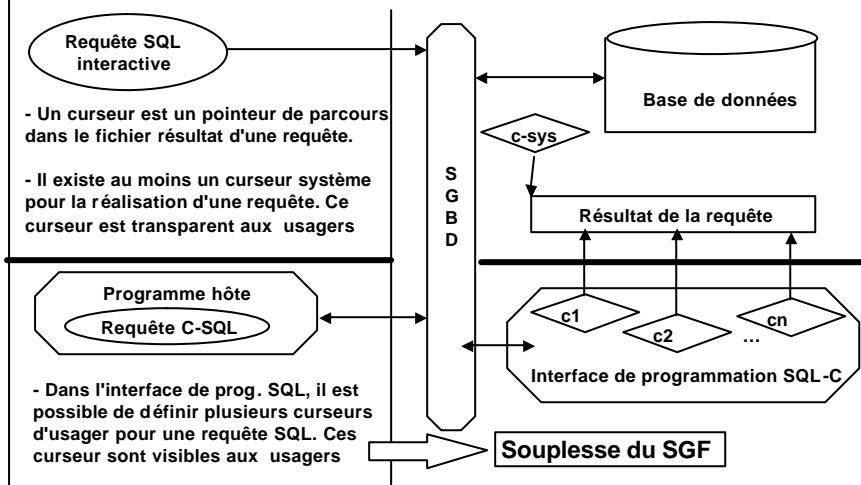 Requête SQL
interactive
- Un curseur est un pointeur de parcours
dans le fichier résultat d'une requête.
- Il existe au moins un curseur système
pour la réalisation d'une requête. Ce
curseur est transparent aux usagers
S
G
B
D
Base de données
c-sys
Résultat de la requête
Programme hôte
Requête C-SQL
- Dans l'interface de prog. SQL, il est
possible de définir plusieurs curseurs
d'usager pour une requête SQL. Ces
curseur sont visibles aux usagers
c1
c2
...
cn
Interface de programmation SQL-C
Souplesse du SGF